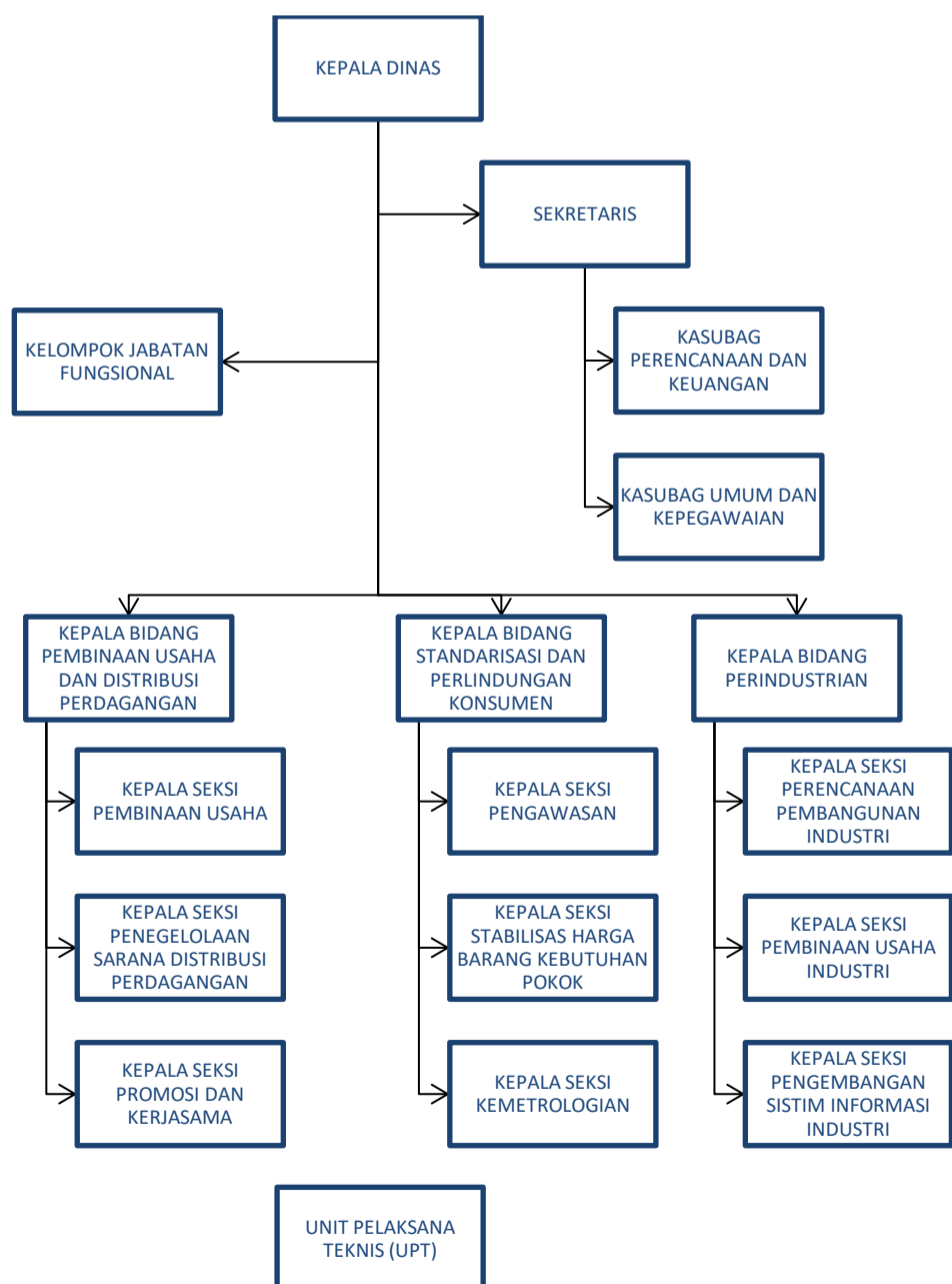 KEPALA DINAS
SEKRETARIS
KELOMPOK JABATAN
FUNGSIONAL
KASUBAG
PERENCANAAN DAN
KEUANGAN
KASUBAG UMUM DAN
KEPEGAWAIAN
KEPALA BIDANG
PEMBINAAN USAHA
DAN DISTRIBUSI
PERDAGANGAN
KEPALA BIDANG
STANDARISASI DAN
PERLINDUNGAN
KONSUMEN
KEPALA BIDANG
PERINDUSTRIAN
KEPALA SEKSI
PEMBINAAN USAHA
KEPALA SEKSI
PENGAWASAN
KEPALA SEKSI
PERENCANAAN
PEMBANGUNAN
INDUSTRI
KEPALA SEKSI
PENEGELOLAAN
SARANA DISTRIBUSI
PERDAGANGAN
KEPALA SEKSI
STABILISAS HARGA
BARANG KEBUTUHAN
POKOK
KEPALA SEKSI
PEMBINAAN USAHA
INDUSTRI
KEPALA SEKSI
PROMOSI DAN
KERJASAMA
KEPALA SEKSI
KEMETROLOGIAN
KEPALA SEKSI
PENGEMBANGAN
SISTIM INFORMASI
INDUSTRI
UNIT PELAKSANA
TEKNIS (UPT)